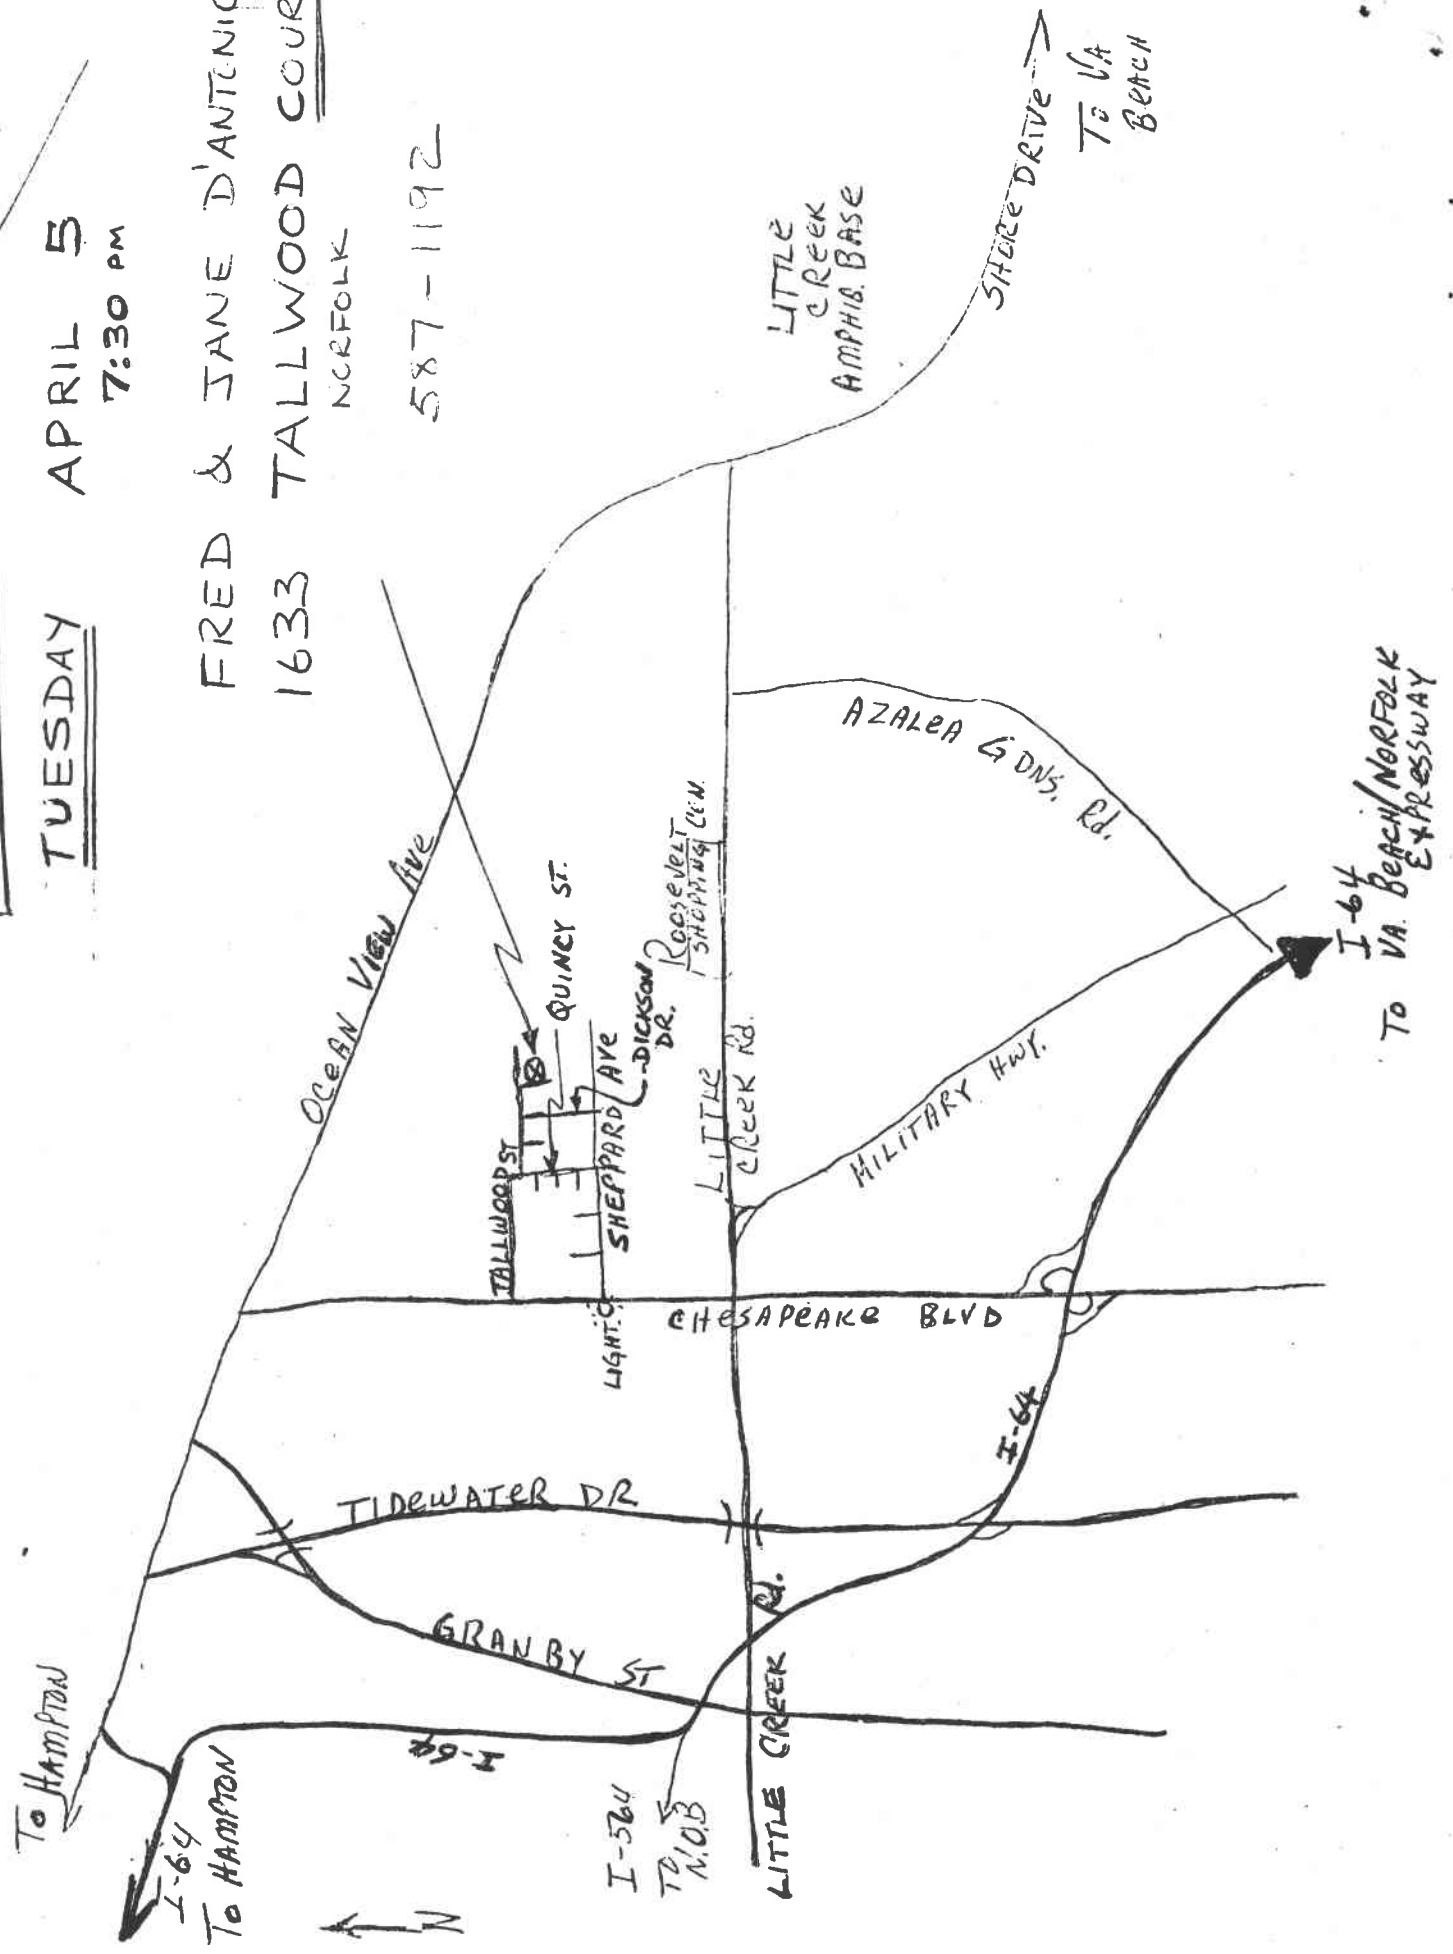 TUESDAY APRIL 5
7:30 PM
FRED & JANE D'ANTONIO
1633 TALLWOOD COUR
NORFOLK
587-1192
To HAMPTON
I-64
To HAMPTON
N
OCEAN VIEW AVE
SHORE DRIVE
To VA
BEACH
LITTLE
CREEK
AMPHIB. BASE
TALLWOOD ST
QUINCY ST.
SHEPPARD AVE
DICKSON
DR.
LIGHT
ROOSEVELT
SHOPPING CEN.
LITTLE
CREEK Rd.
CHESAPEAKE BLVD
TIDEWATER DR
GRANBY ST
I-64
I-564
TO
N.O.B
LITTLE CREEK Rd.
I-64
MILITARY HWY.
AZALEA GDNS. Rd.
I-64
TO VA. BEACH/NORFOLK
EXPRESSWAY